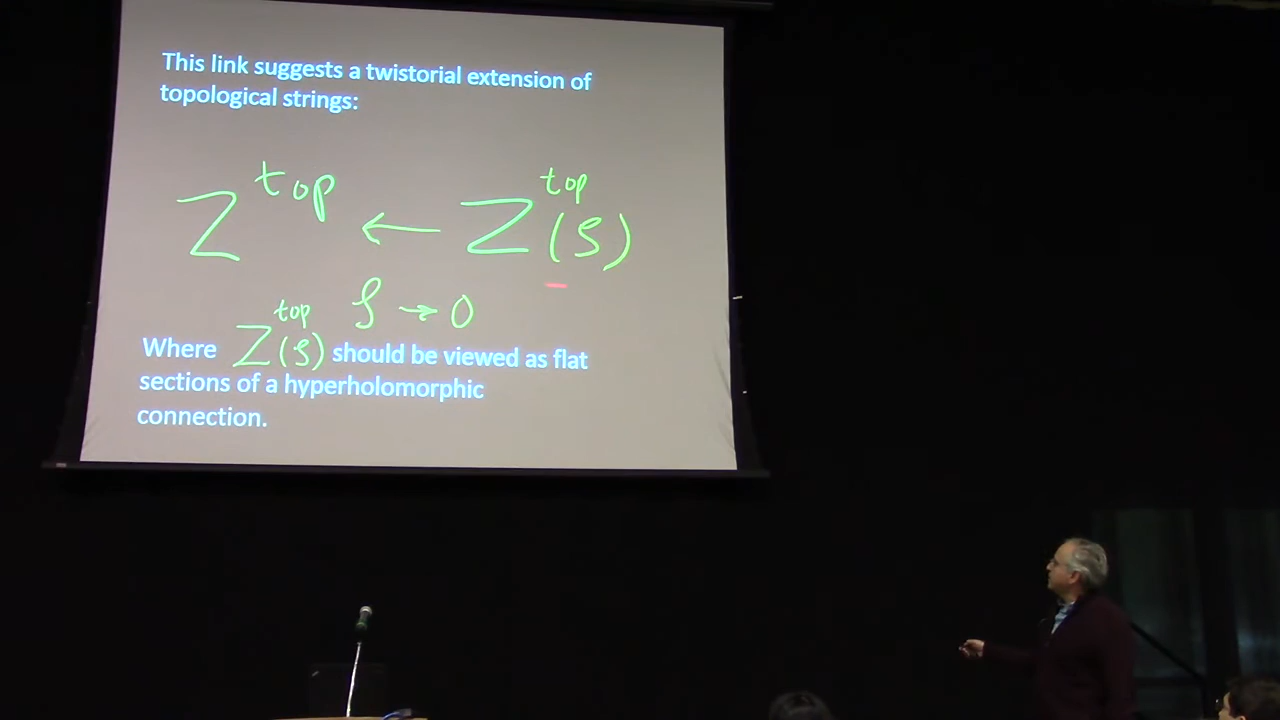 This link suggests a twistorial extension of
topological strings:
Z^top ← Z^top(ζ)
ζ → 0
Where Z^top(ζ) should be viewed as flat
sections of a hyperholomorphic
connection.